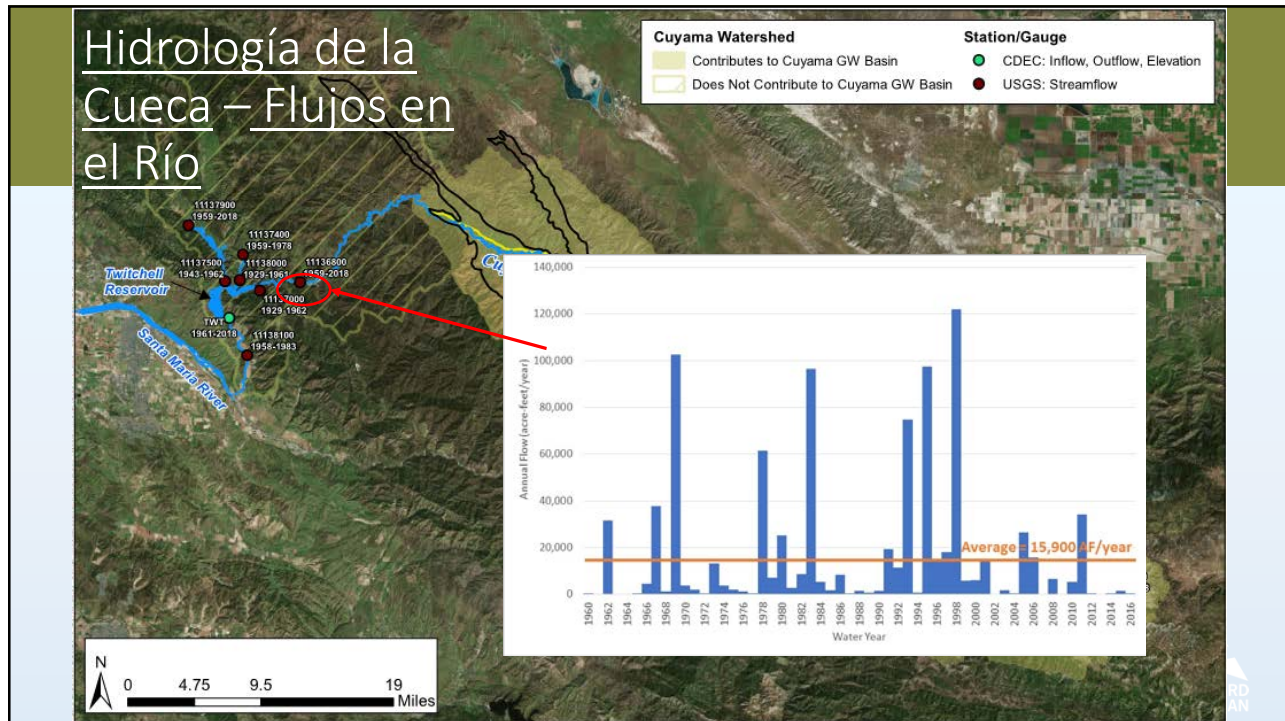 Hidrología de la
Cueca – Flujos en
el Río
Cuyama Watershed
Contributes to Cuyama GW Basin
Does Not Contribute to Cuyama GW Basin
Station/Gauge
CDEC: Inflow, Outflow, Elevation
USGS: Streamflow
11137900
1959-2018
11137400
1959-1978
11137500
1943-1962
11138000
1929-1961
11136800
1959-2018
11137000
1929-1962
Twitchell
Reservoir
TWT
1961-2018
11138100
1958-1983
Santa Maria River
140,000
120,000
100,000
80,000
60,000
40,000
20,000
0
Annual Flow (acre-feet/year)
Average = 15,900 AF/year
1960
1962
1964
1966
1968
1970
1972
1974
1976
1978
1980
1982
1984
1986
1988
1990
1992
1994
1996
1998
2000
2002
2004
2006
2008
2010
2012
2014
2016
Water Year
N
0 4.75 9.5 19
Miles
RD
AN